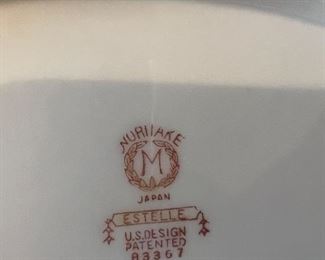 NORITAKE
M
JAPAN
ESTELLE
U.S. DESIGN
PATENTED
83367